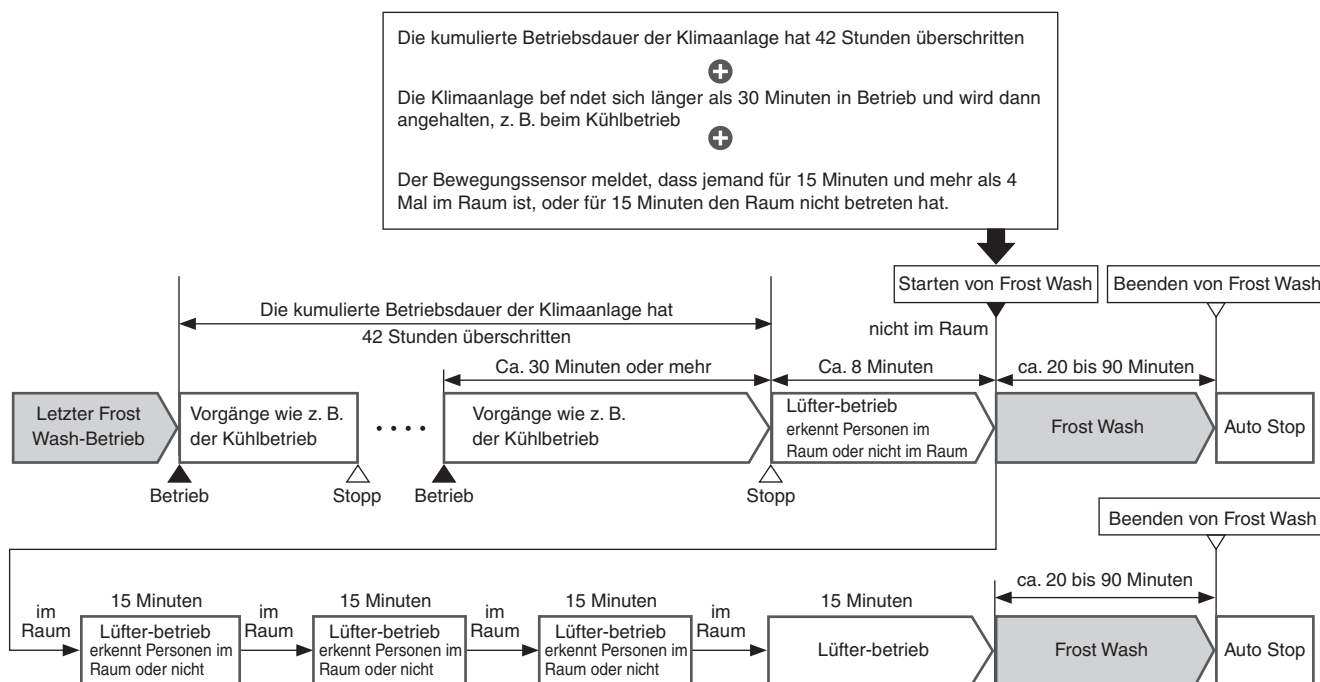 Die kumulierte Betriebsdauer der Klimaanlage hat 42 Stunden überschritten
Die Klimaanlage bef ndet sich länger als 30 Minuten in Betrieb und wird dann
angehalten, z. B. beim Kühlbetrieb
Der Bewegungssensor meldet, dass jemand für 15 Minuten und mehr als 4
Mal im Raum ist, oder für 15 Minuten den Raum nicht betreten hat.
Starten von Frost Wash
Beenden von Frost Wash
Die kumulierte Betriebsdauer der Klimaanlage hat
42 Stunden überschritten
nicht im Raum
Ca. 30 Minuten oder mehr
Ca. 8 Minuten
ca. 20 bis 90 Minuten
Letzter Frost
Wash-Betrieb
Vorgänge wie z. B.
der Kühlbetrieb
Vorgänge wie z. B.
der Kühlbetrieb
Lüfter-betrieb
erkennt Personen im
Raum oder nicht im Raum
Frost Wash
Auto Stop
Betrieb
Stopp
Betrieb
Stopp
Beenden von Frost Wash
im
Raum
15 Minuten
Lüfter-betrieb
erkennt Personen im
Raum oder nicht
im
Raum
15 Minuten
Lüfter-betrieb
erkennt Personen im
Raum oder nicht
im
Raum
15 Minuten
Lüfter-betrieb
erkennt Personen im
Raum oder nicht
im
Raum
15 Minuten
Lüfter-betrieb
ca. 20 bis 90 Minuten
Frost Wash
Auto Stop